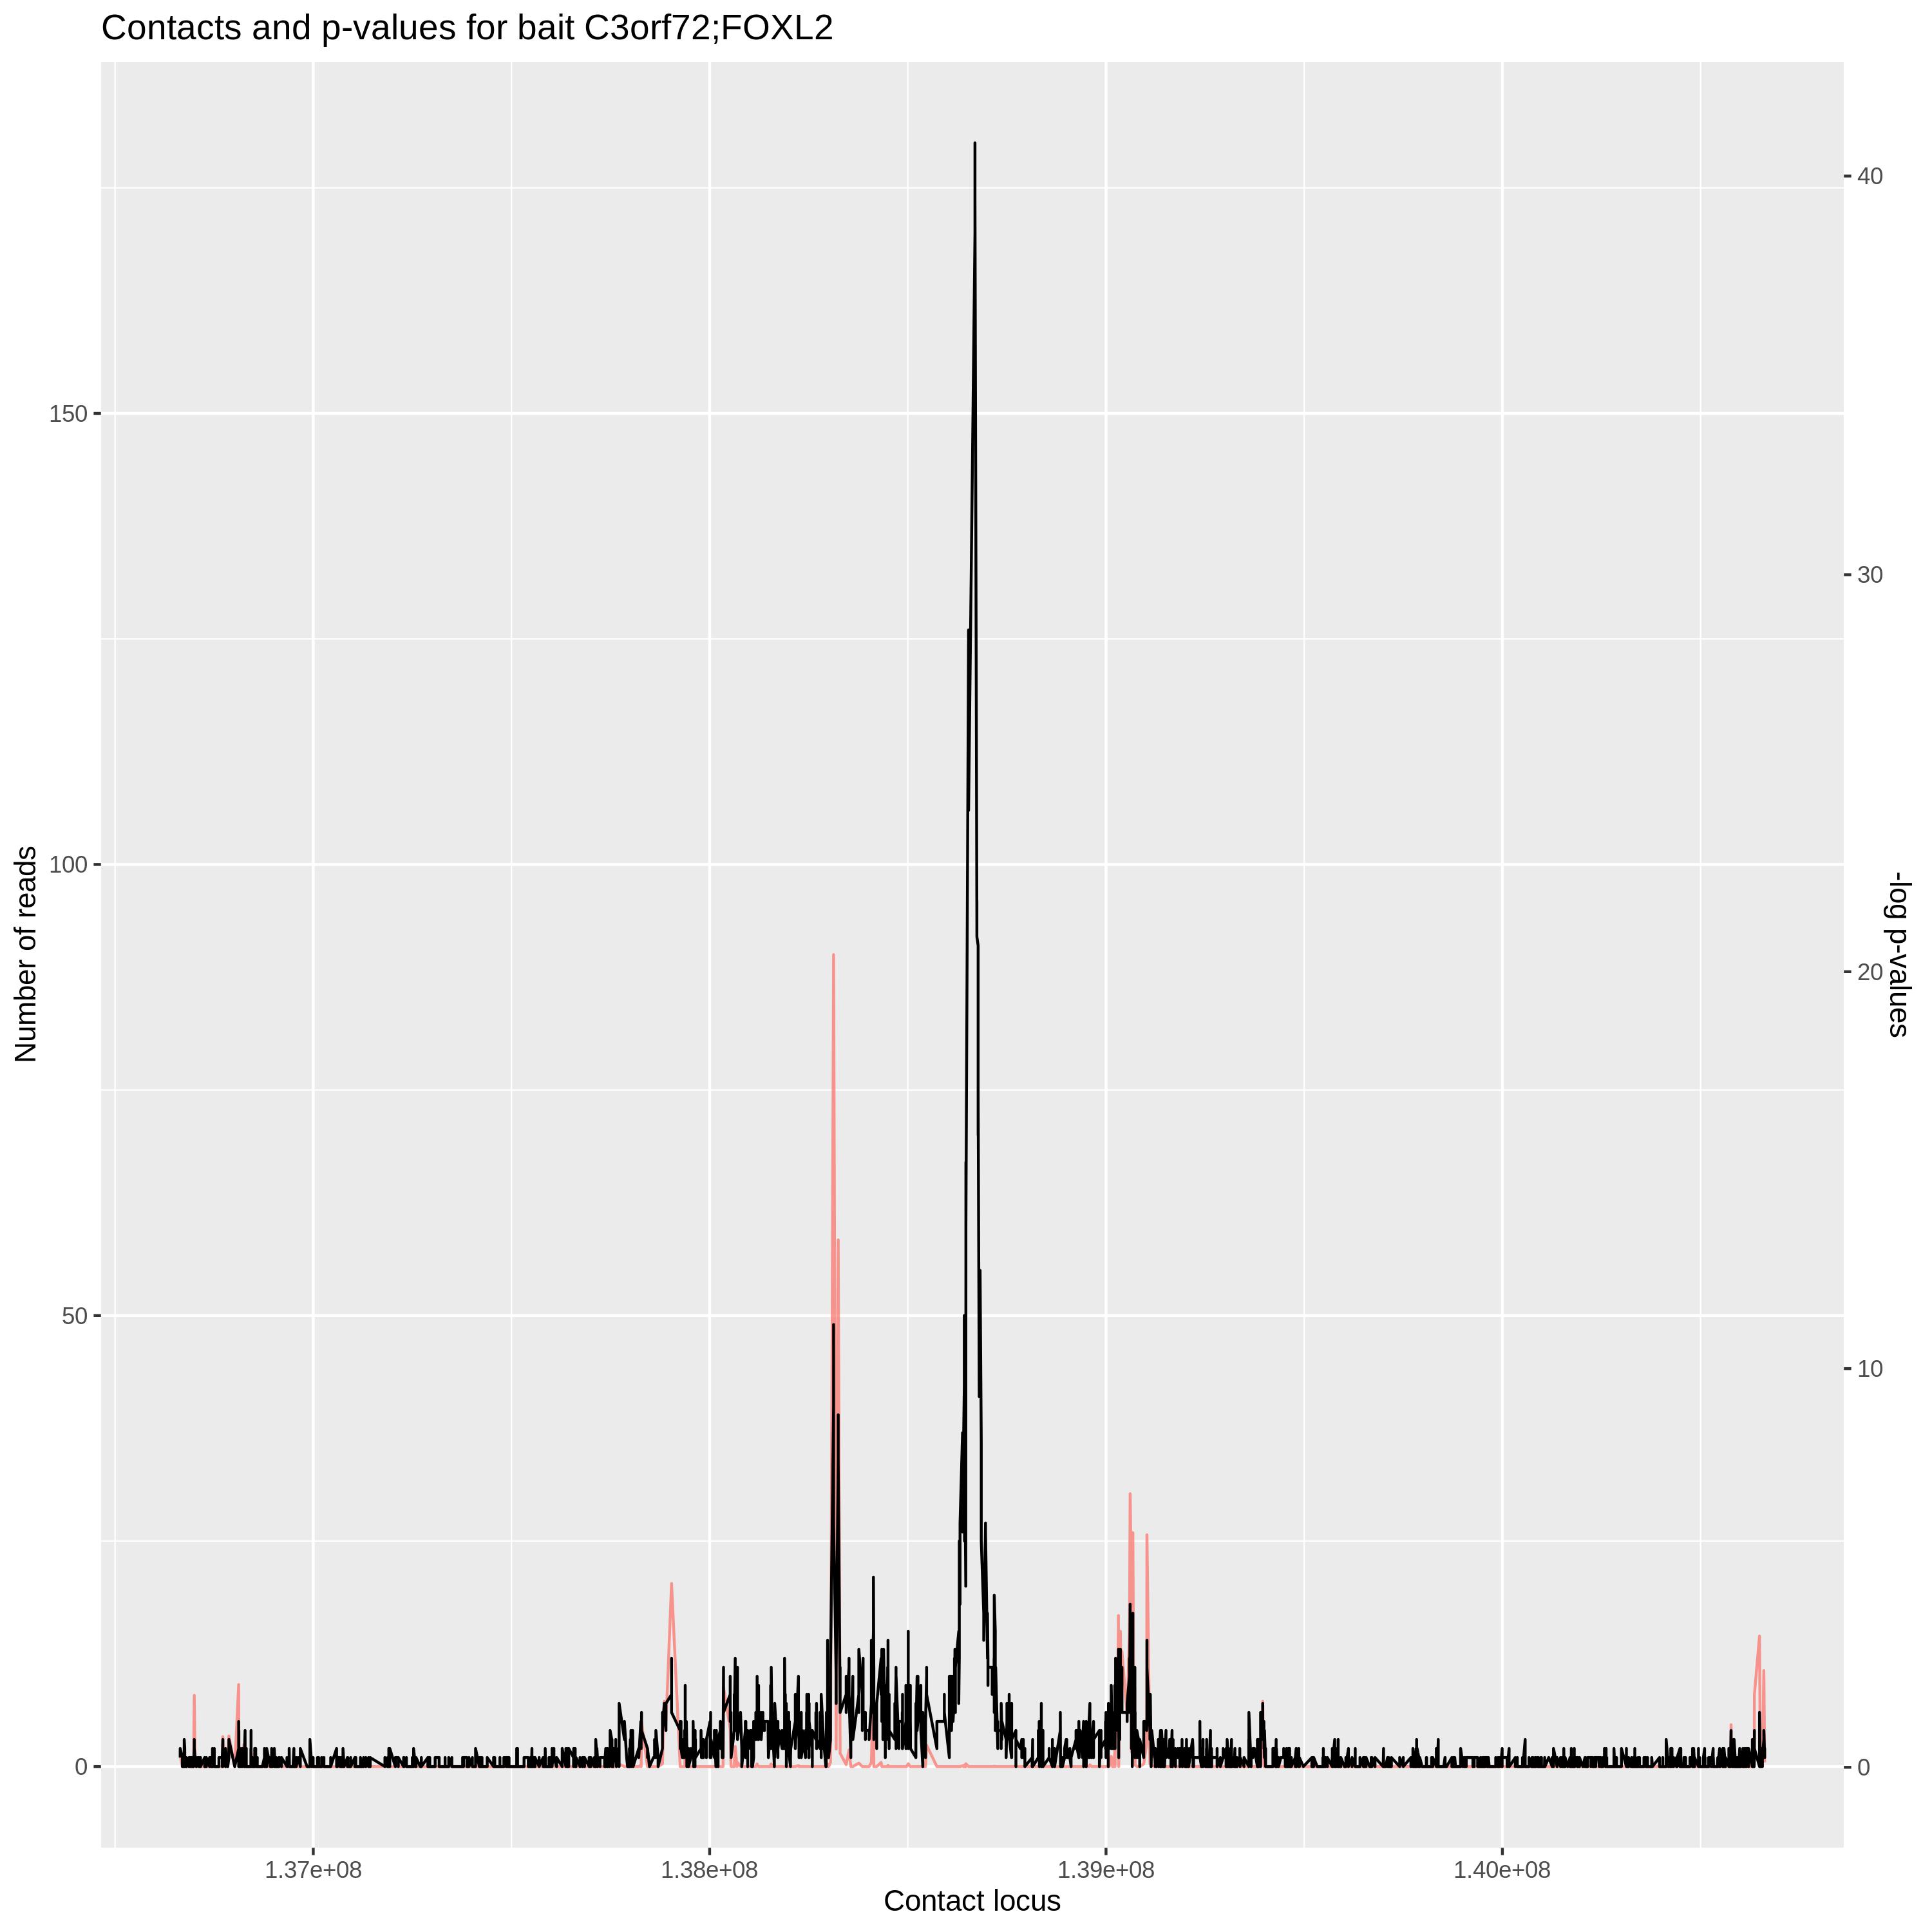 Contacts and p-values for bait C3orf72;FOXL2
150
100
50
0
40
30
20
10
0
Number of reads
-log p-values
1.37e+08
1.38e+08
1.39e+08
1.40e+08
Contact locus